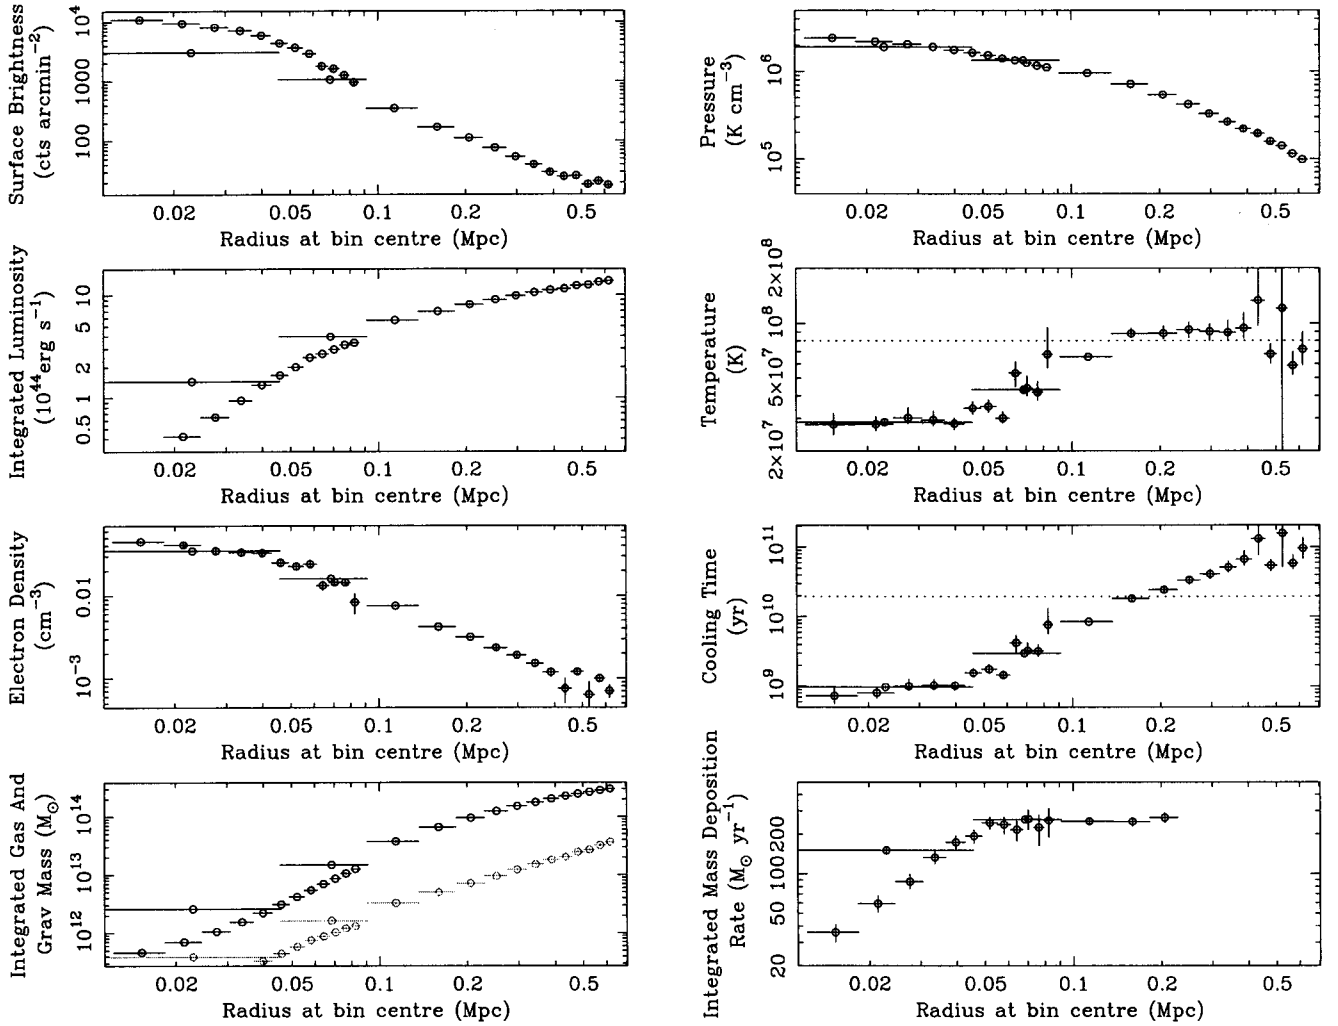 Surface Brightness
(cts arcmin⁻²)
10⁴
1000
100
0.02 0.05 0.1 0.2 0.5
Radius at bin centre (Mpc)
Pressure
(K cm⁻³)
10⁶
10⁵
0.02 0.05 0.1 0.2 0.5
Radius at bin centre (Mpc)
Integrated Luminosity
(10⁴⁴erg s⁻¹)
10
5
2
1
0.5
0.02 0.05 0.1 0.2 0.5
Radius at bin centre (Mpc)
Temperature
(K)
2×10⁸
10⁸
5×10⁷
2×10⁷
0.02 0.05 0.1 0.2 0.5
Radius at bin centre (Mpc)
Electron Density
(cm⁻³)
0.01
10⁻³
0.02 0.05 0.1 0.2 0.5
Radius at bin centre (Mpc)
Cooling Time
(yr)
10¹¹
10¹⁰
10⁹
0.02 0.05 0.1 0.2 0.5
Radius at bin centre (Mpc)
Integrated Gas And
Grav Mass (M☉)
10¹⁴
10¹³
10¹²
0.02 0.05 0.1 0.2 0.5
Radius at bin centre (Mpc)
Integrated Mass Deposition
Rate (M☉ yr⁻¹)
200
100
50
20
0.02 0.05 0.1 0.2 0.5
Radius at bin centre (Mpc)